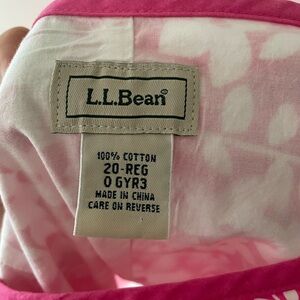 L.L.Bean®
100% COTTON
20-REG
0 GYR3
MADE IN CHINA
CARE ON REVERSE